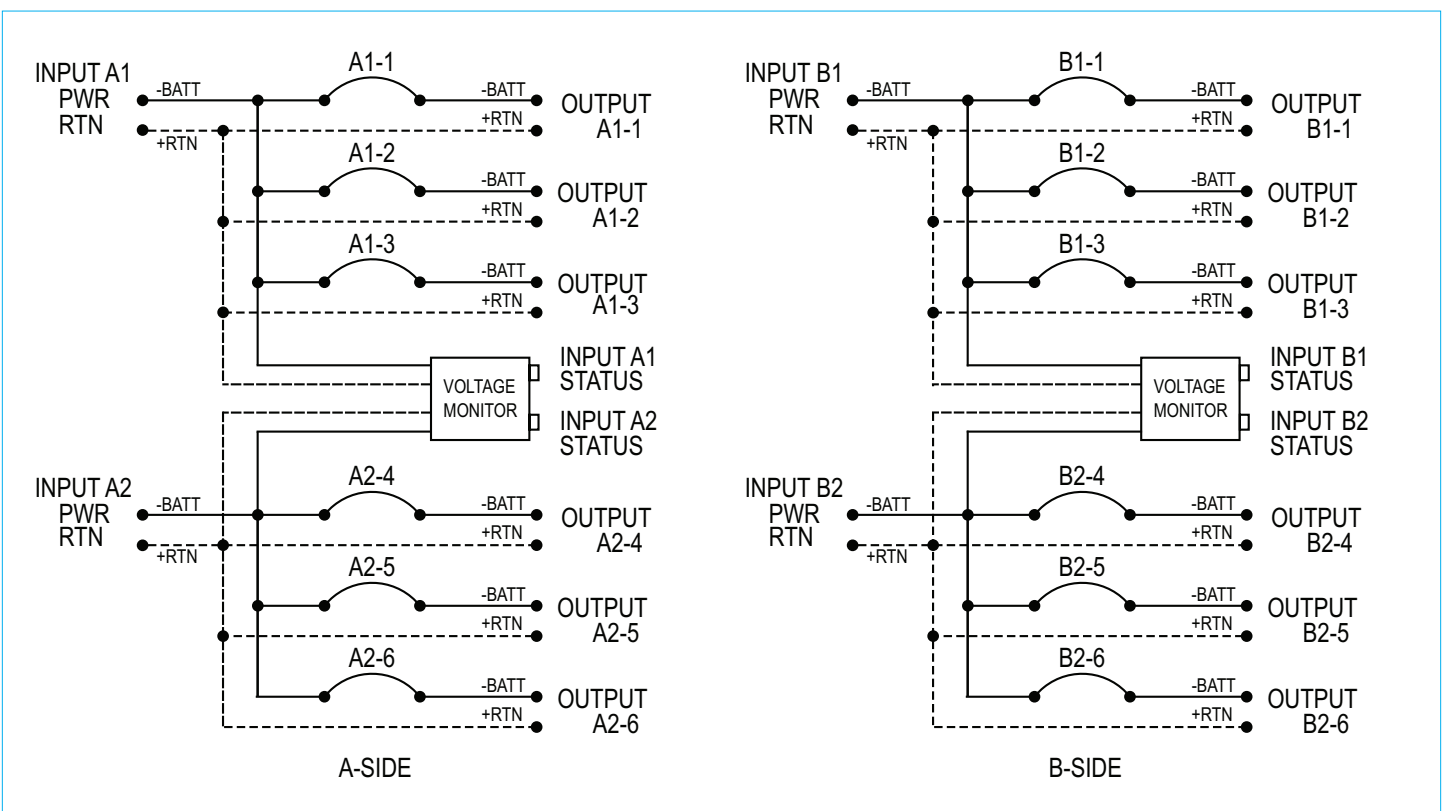 INPUT A1
PWR
RTN
-BATT
+RTN
A1-1
-BATT
+RTN
OUTPUT
A1-1
A1-2
-BATT
+RTN
OUTPUT
A1-2
A1-3
-BATT
+RTN
OUTPUT
A1-3
VOLTAGE
MONITOR
INPUT A1
STATUS
INPUT A2
STATUS
INPUT A2
PWR
RTN
-BATT
+RTN
A2-4
-BATT
+RTN
OUTPUT
A2-4
A2-5
-BATT
+RTN
OUTPUT
A2-5
A2-6
-BATT
+RTN
OUTPUT
A2-6
A-SIDE
INPUT B1
PWR
RTN
-BATT
+RTN
B1-1
-BATT
+RTN
OUTPUT
B1-1
B1-2
-BATT
+RTN
OUTPUT
B1-2
B1-3
-BATT
+RTN
OUTPUT
B1-3
VOLTAGE
MONITOR
INPUT B1
STATUS
INPUT B2
STATUS
INPUT B2
PWR
RTN
-BATT
+RTN
B2-4
-BATT
+RTN
OUTPUT
B2-4
B2-5
-BATT
+RTN
OUTPUT
B2-5
B2-6
-BATT
+RTN
OUTPUT
B2-6
B-SIDE